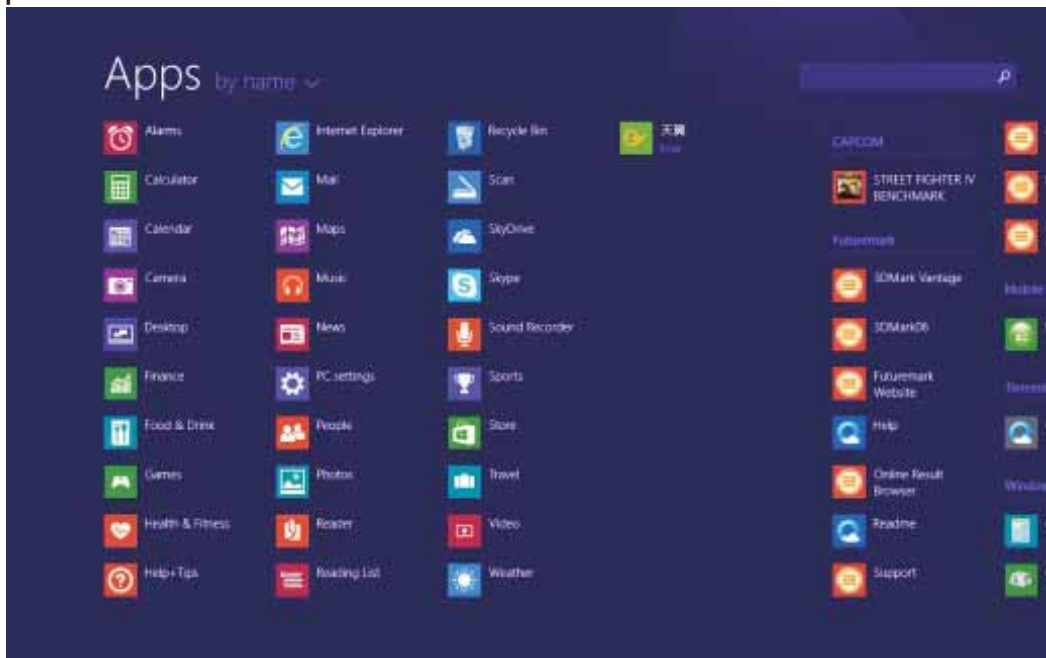 Apps by name
Alarms
Calculator
Calendar
Camera
Desktop
Finance
Food & Drink
Games
Health & Fitness
Help+Tips
Internet Explorer
Mail
Maps
Music
News
PC settings
People
Photos
Reader
Reading List
Recycle Bin
Scan
SkyDrive
Skype
Sound Recorder
Sports
Store
Travel
Video
Weather
天翼
CAPCOM
STREET FIGHTER IV
BENCHMARK
Futuremark
3DMark Vantage
3DMark06
Futuremark
Website
Help
Online Result
Browser
Readme
Support
Mobile